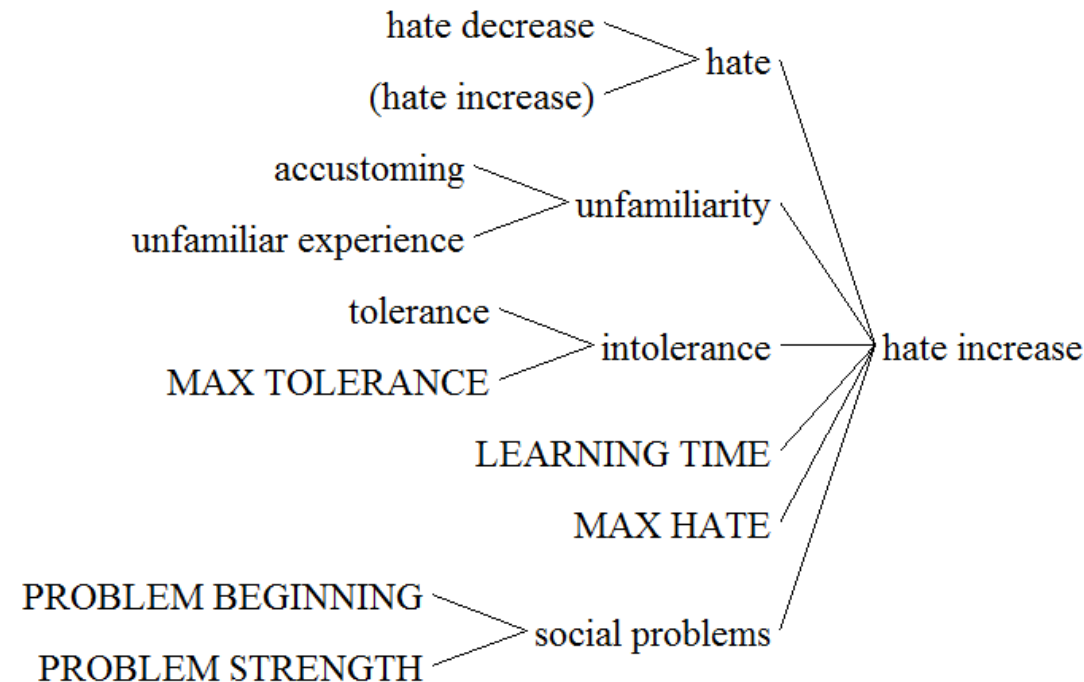 hate decrease
hate
(hate increase)
accustoming
unfamiliarity
unfamiliar experience
tolerance
intolerance
hate increase
MAX TOLERANCE
LEARNING TIME
MAX HATE
PROBLEM BEGINNING
social problems
PROBLEM STRENGTH